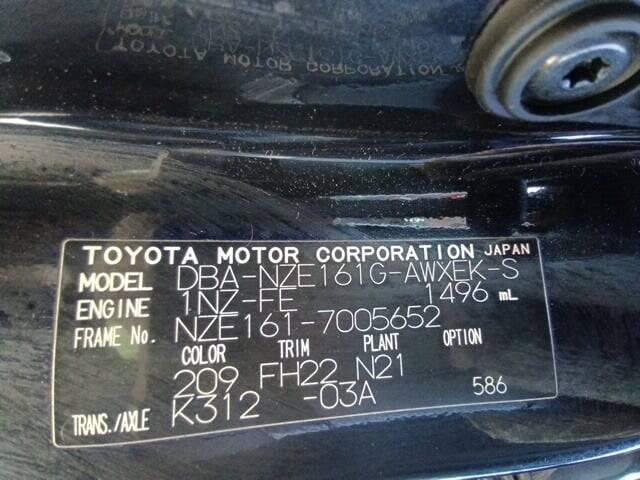 TOYOTA MOTOR CORPORATION JAPAN
MODEL DBA-NZE161G-AWXEK-S
ENGINE 1NZ-FE 1496 mL
FRAME No. NZE161-7005652
COLOR TRIM PLANT OPTION
209 FH22 N21
TRANS./AXLE K312 -03A 586